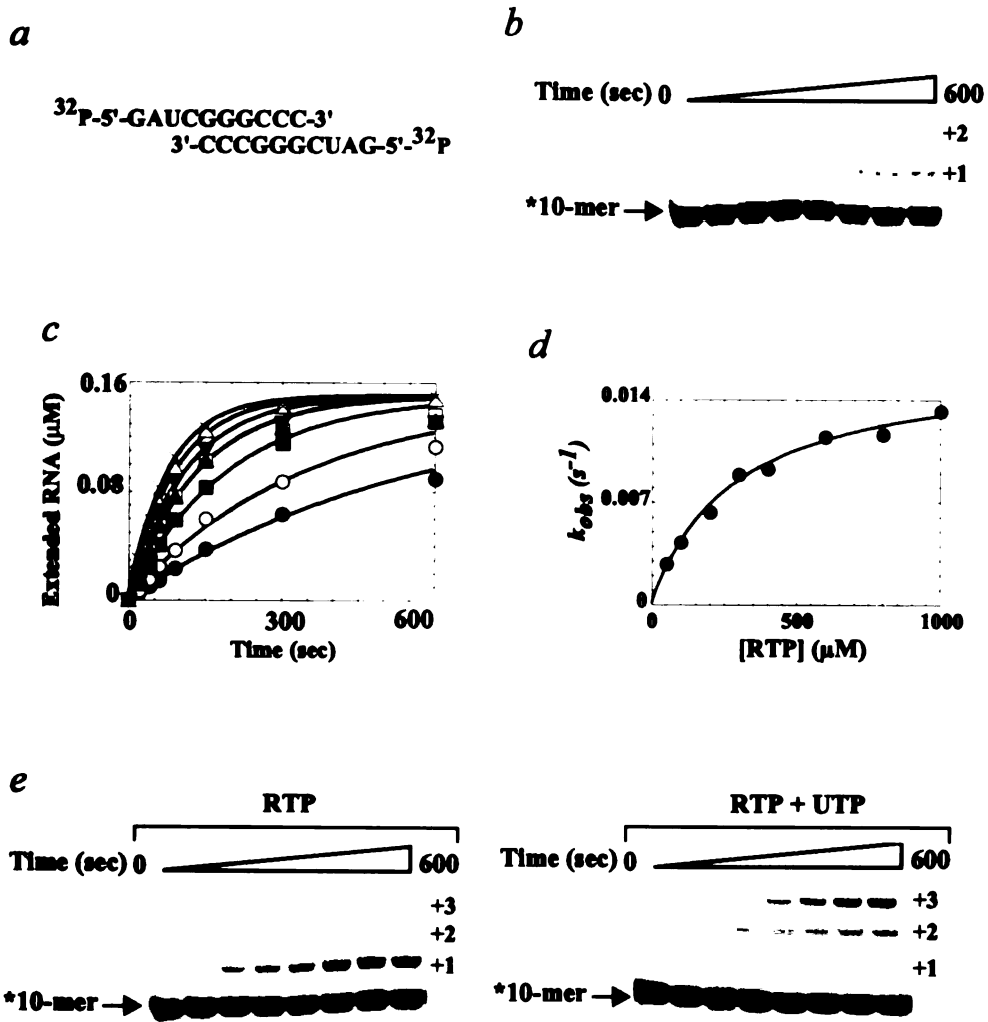 a
32P-5'-GAUCGGGCCC-3'
3'-CCCGGGCUAG-5'-32P
b
Time (sec) 0 600
+2
+1
*10-mer
c
0.16
0.08
0
Extended RNA (μM)
0 300 600
Time (sec)
d
0.014
0.007
0
kobs (s-1)
0 500 1000
[RTP] (μM)
e
RTP
Time (sec) 0 600
+3
+2
+1
*10-mer
RTP + UTP
Time (sec) 0 600
+3
+2
+1
*10-mer